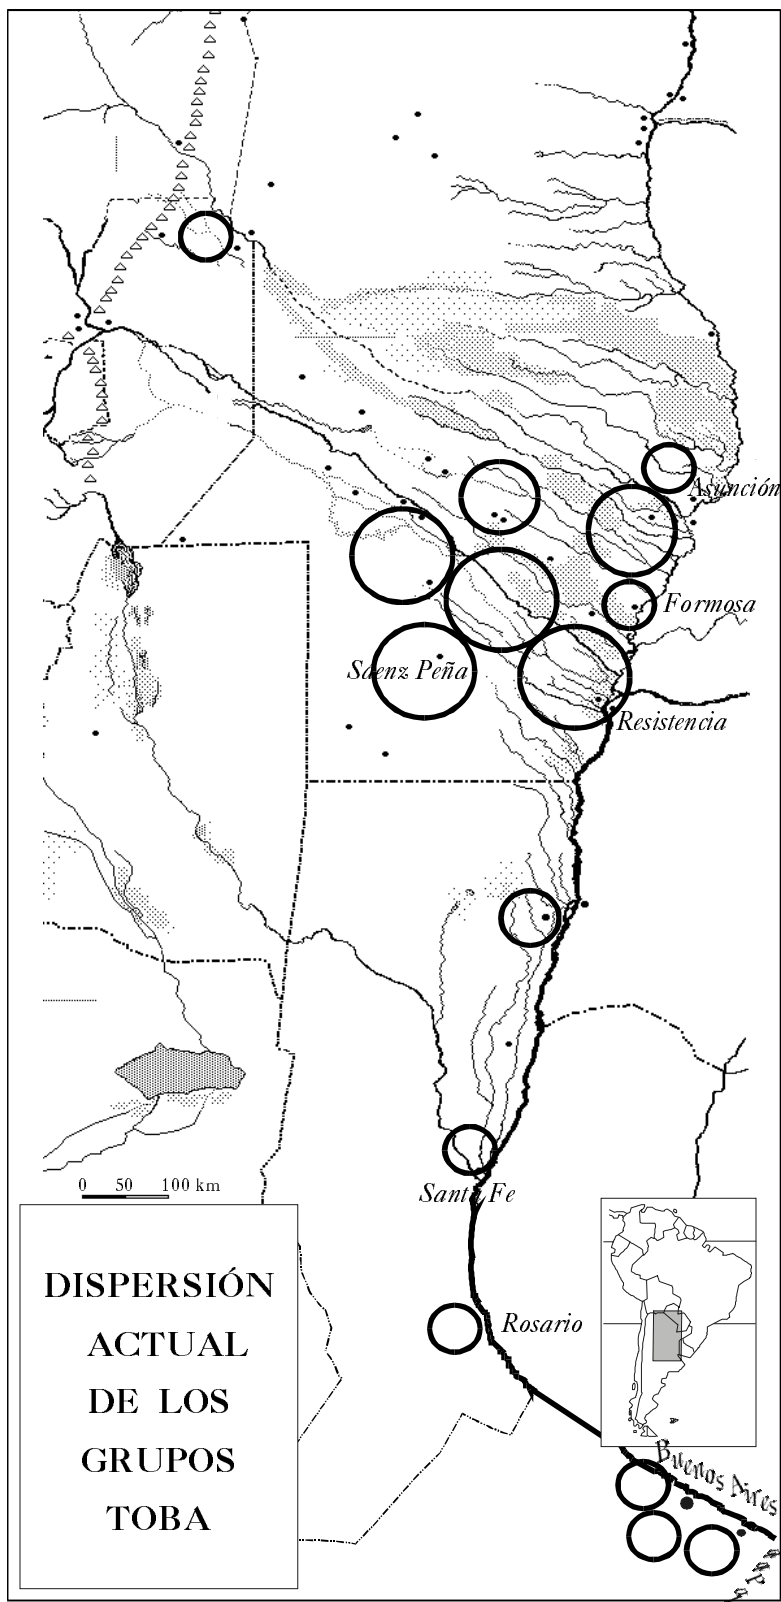 Asunción
Formosa
Saenz Peña
Resistencia
Santa Fe
0 50 100 km
Rosario
DISPERSIÓN
ACTUAL
DE LOS
GRUPOS
TOBA
Buenos Aires